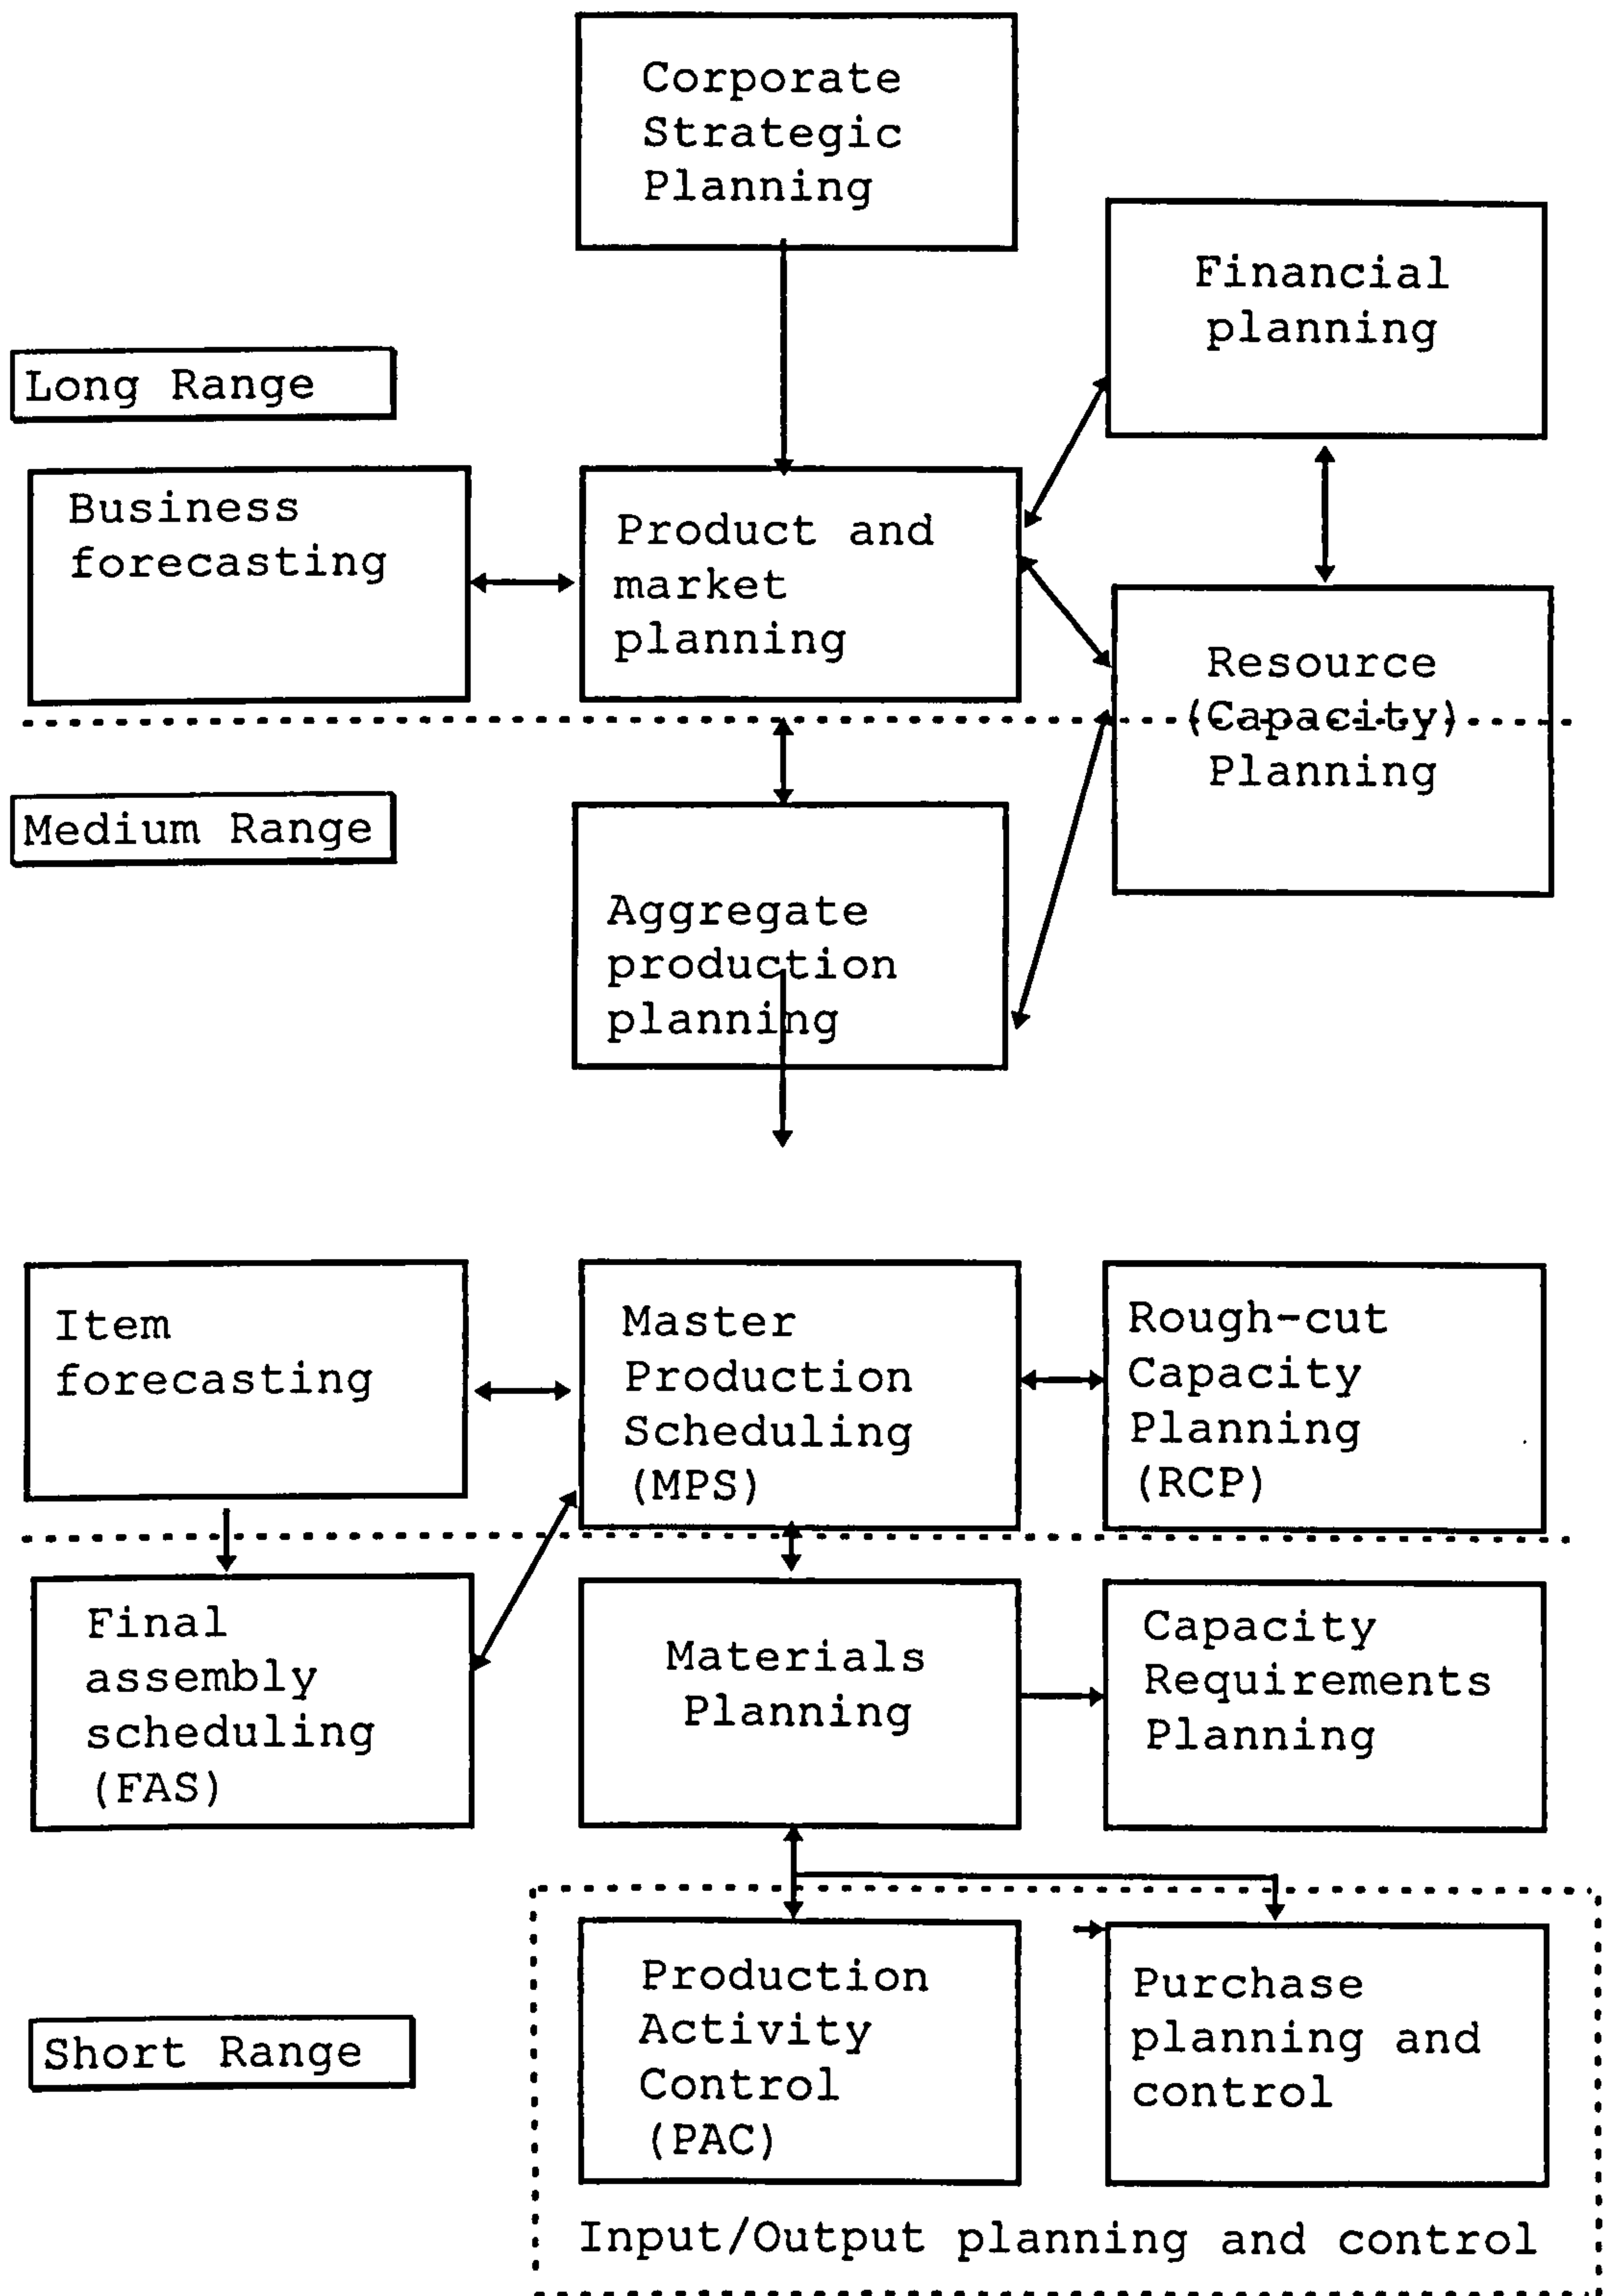 Corporate
Strategic
Planning
Financial
planning
Long Range
Business
forecasting
Product and
market
planning
Resource
(Capacity)
Planning
Medium Range
Aggregate
production
planning
Item
forecasting
Master
Production
Scheduling
(MPS)
Rough-cut
Capacity
Planning
(RCP)
Final
assembly
scheduling
(FAS)
Materials
Planning
Capacity
Requirements
Planning
Short Range
Production
Activity
Control
(PAC)
Purchase
planning and
control
Input/Output planning and control